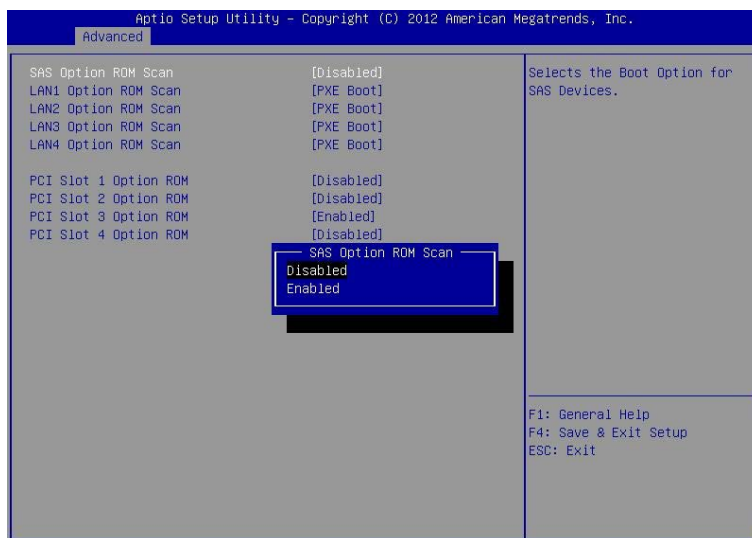 Aptio Setup Utility – Copyright (C) 2012 American Megatrends, Inc.
Advanced
SAS Option ROM Scan [Disabled]
LAN1 Option ROM Scan [PXE Boot]
LAN2 Option ROM Scan [PXE Boot]
LAN3 Option ROM Scan [PXE Boot]
LAN4 Option ROM Scan [PXE Boot]
PCI Slot 1 Option ROM [Disabled]
PCI Slot 2 Option ROM [Disabled]
PCI Slot 3 Option ROM [Enabled]
PCI Slot 4 Option ROM [Disabled]
SAS Option ROM Scan
Disabled
Enabled
Selects the Boot Option for
SAS Devices.
F1: General Help
F4: Save & Exit Setup
ESC: Exit